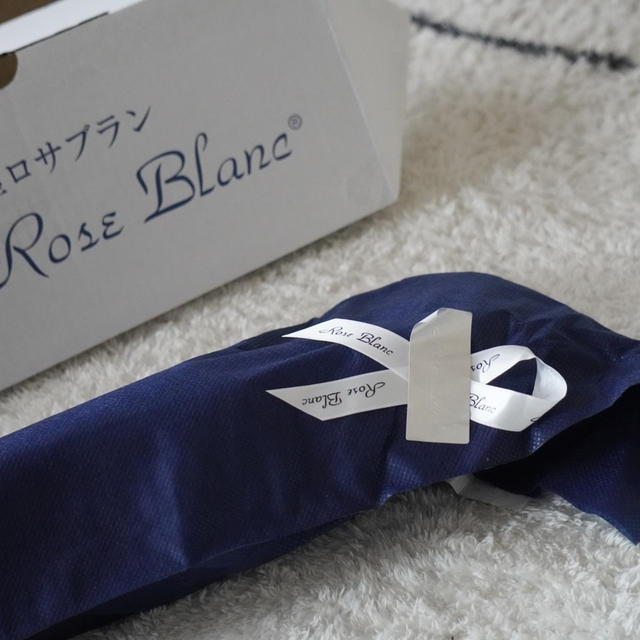 ロサブラン
Rose Blanc®
Rose Blanc
Rose
Rose Blanc
Blanc